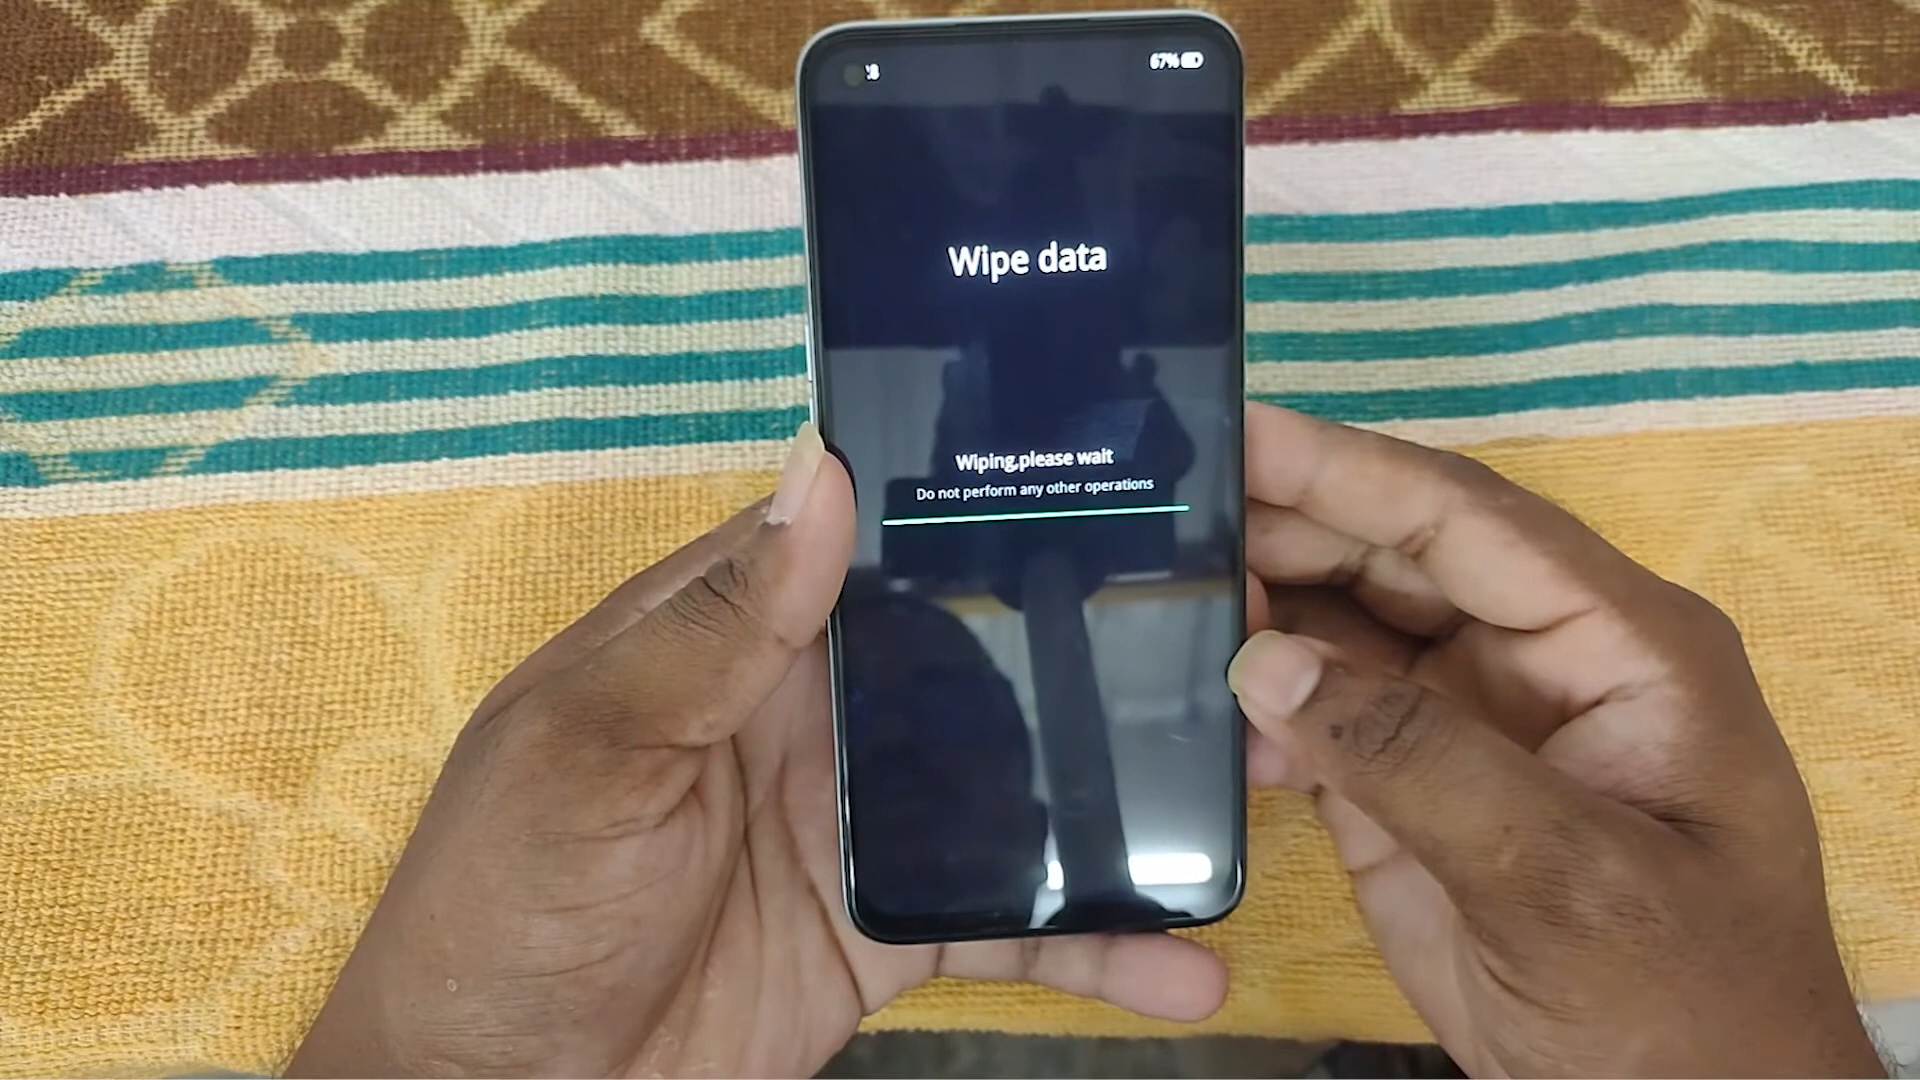 67%
Wipe data
Wiping,please wait
Do not perform any other operations